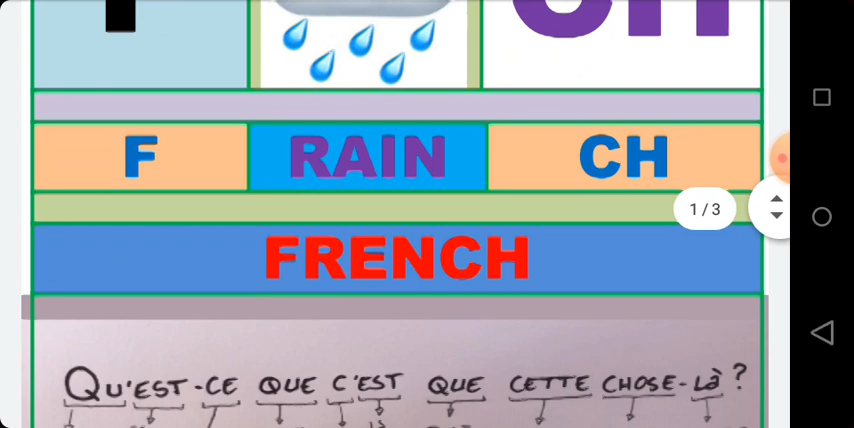 F RAIN CH
1 / 3
FRENCH
QU'EST-CE QUE C'EST QUE CETTE CHOSE-Là ?